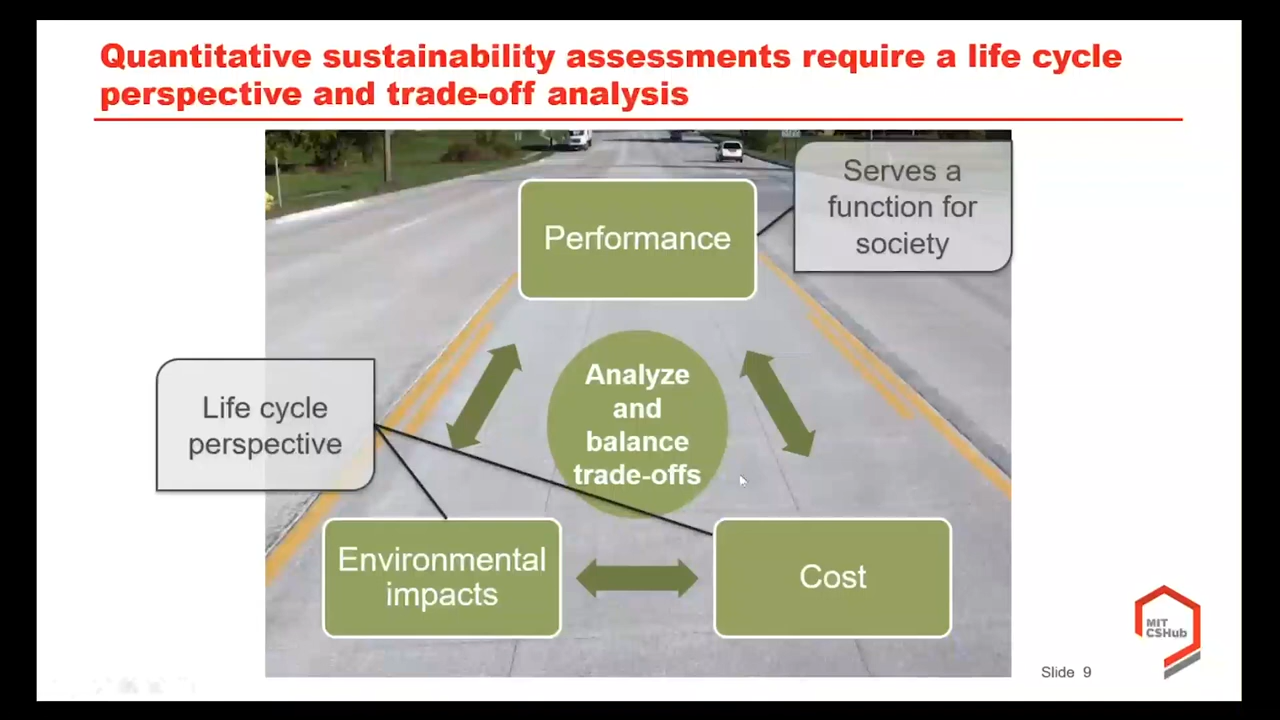 Quantitative sustainability assessments require a life cycle
perspective and trade-off analysis
Serves a
function for
society
Performance
Analyze
and
balance
trade-offs
Life cycle
perspective
Environmental
impacts
Cost
MIT
CSHub
Slide 9